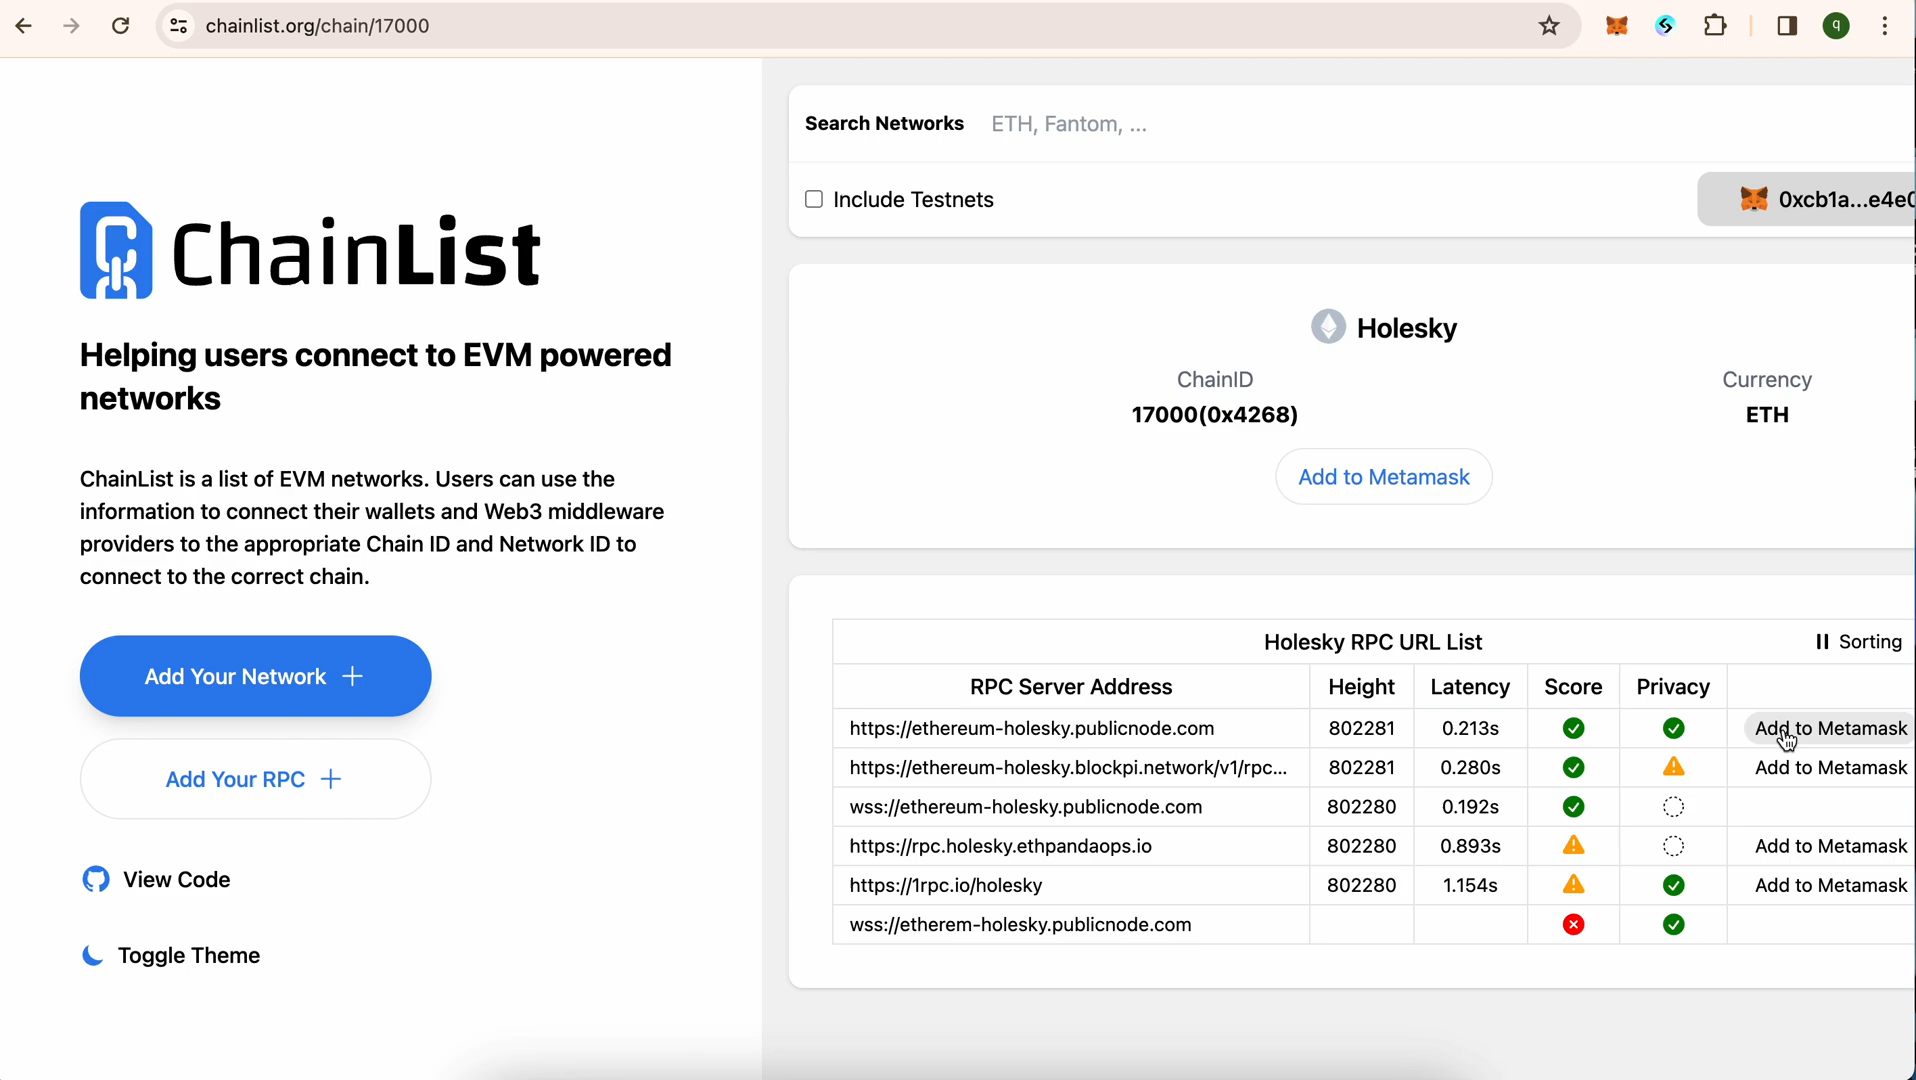 chainlist.org/chain/17000
q
ChainList
Helping users connect to EVM powered
networks
ChainList is a list of EVM networks. Users can use the
information to connect their wallets and Web3 middleware
providers to the appropriate Chain ID and Network ID to
connect to the correct chain.
Add Your Network
Add Your RPC
View Code
Toggle Theme
Search Networks ETH, Fantom, ...
Include Testnets
0xcb1a...e4e0
Holesky
ChainID Currency
17000(0x4268) ETH
Add to Metamask
Holesky RPC URL List Sorting
RPC Server Address Height Latency Score Privacy
https://ethereum-holesky.publicnode.com 802281 0.213s Add to Metamask
https://ethereum-holesky.blockpi.network/v1/rpc... 802281 0.280s Add to Metamask
wss://ethereum-holesky.publicnode.com 802280 0.192s
https://rpc.holesky.ethpandaops.io 802280 0.893s Add to Metamask
https://1rpc.io/holesky 802280 1.154s Add to Metamask
wss://etherem-holesky.publicnode.com